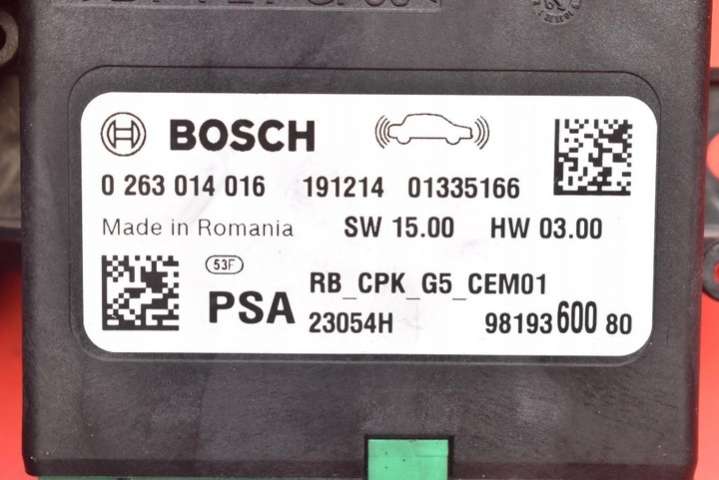 BOSCH
0 263 014 016 191214 01335166
Made in Romania SW 15.00 HW 03.00
53F
PSA RB_CPK_G5_CEM01
23054H 98193600 80